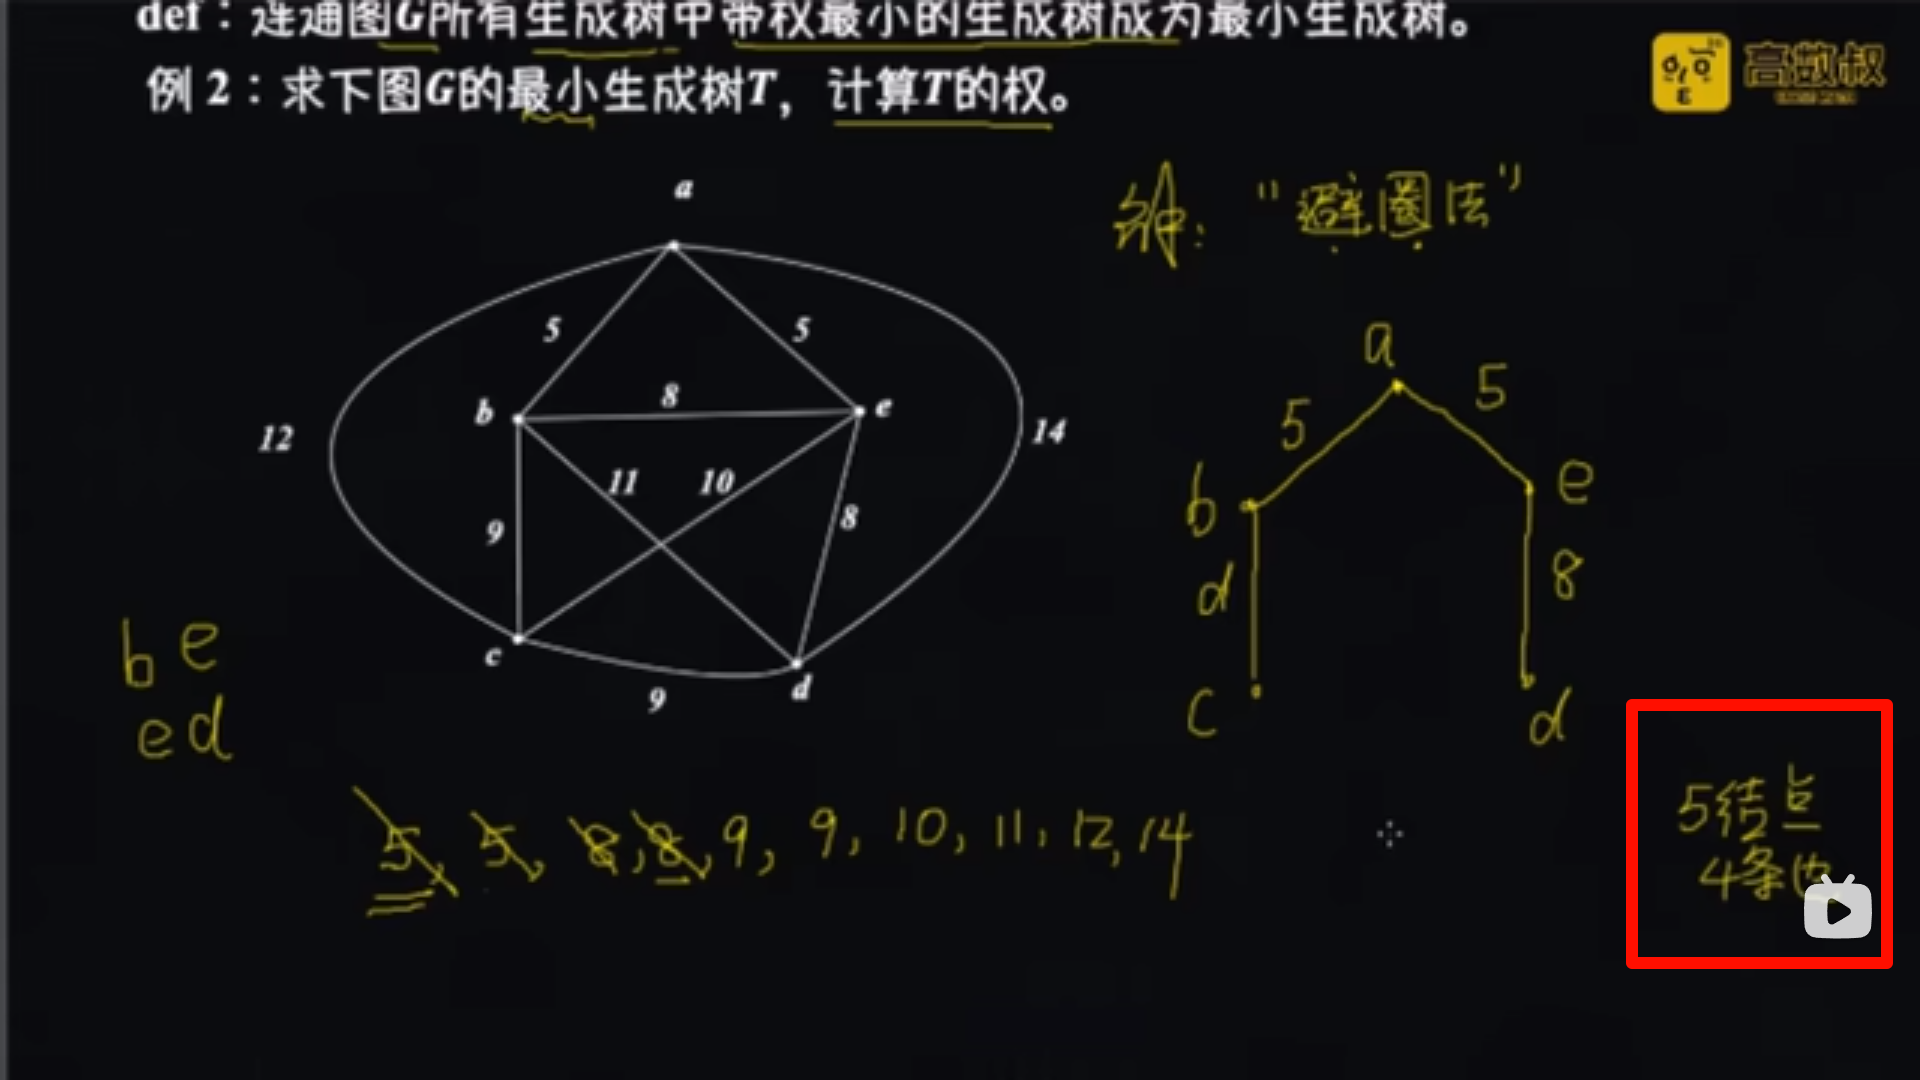 def：连通图G所有生成树中带权最小的生成树成为最小生成树。
例 2：求下图G的最小生成树T，计算T的权。
高数叔
解："避圈法"
a
5
5
b
8
e
12
14
11
10
9
8
c
d
9
a
5
5
b
e
d
8
c
d
b e
e d
5, 5, 8, 8, 9, 9, 10, 11, 12, 14
5结点
4条边